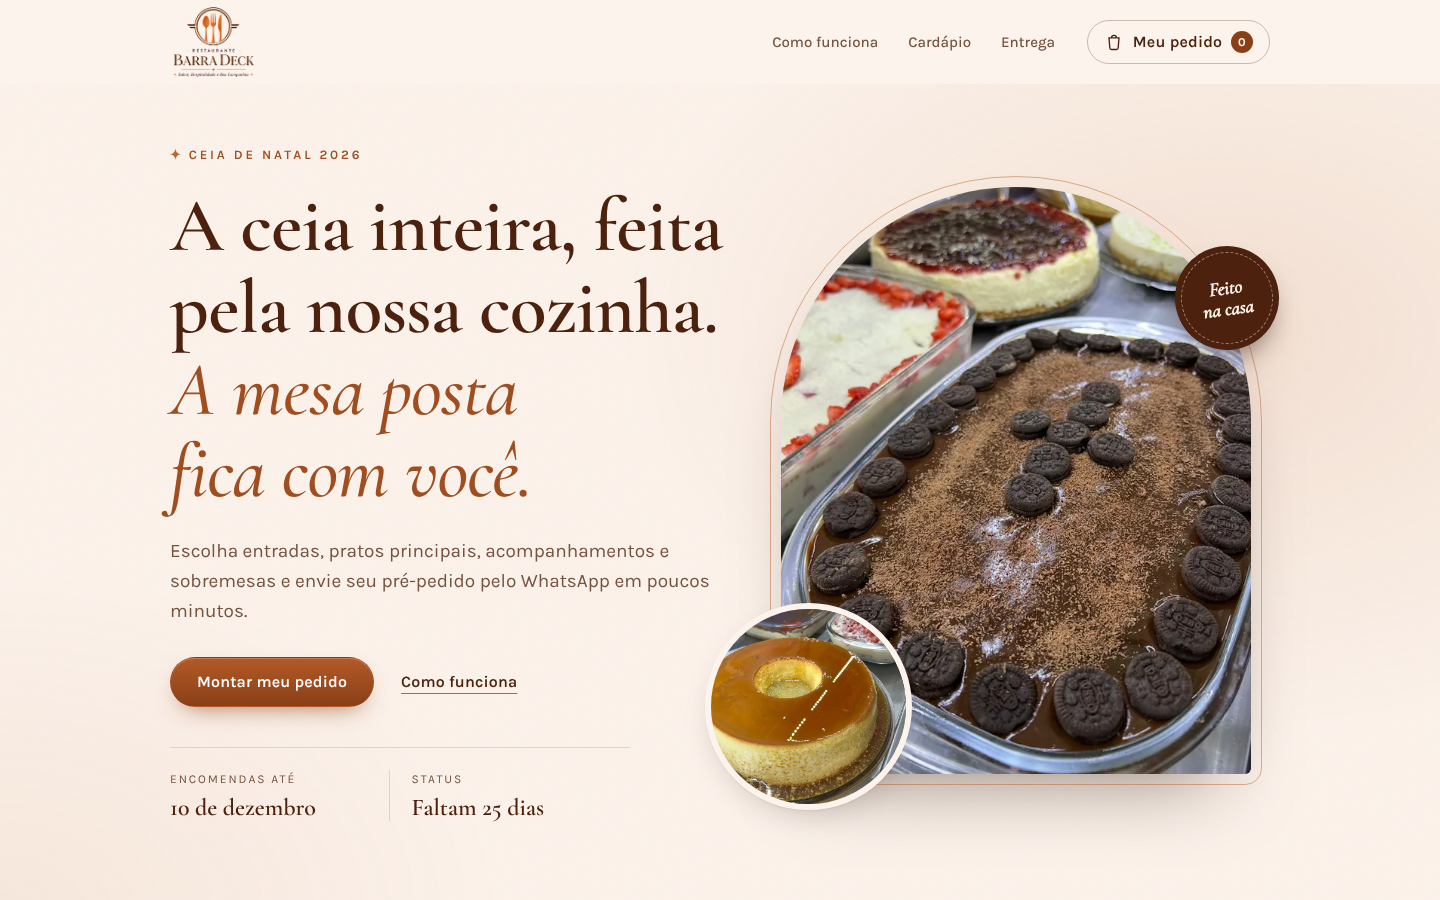 RESTAURANTE
BARRA DECK
Como funciona
Cardápio
Entrega
Meu pedido 0
CEIA DE NATAL 2026
A ceia inteira, feita
pela nossa cozinha.
A mesa posta
fica com você.
Escolha entradas, pratos principais, acompanhamentos e
sobremesas e envie seu pré-pedido pelo WhatsApp em poucos
minutos.
Montar meu pedido
Como funciona
ENCOMENDAS ATÉ
10 de dezembro
STATUS
Faltam 25 dias
Feito
na casa